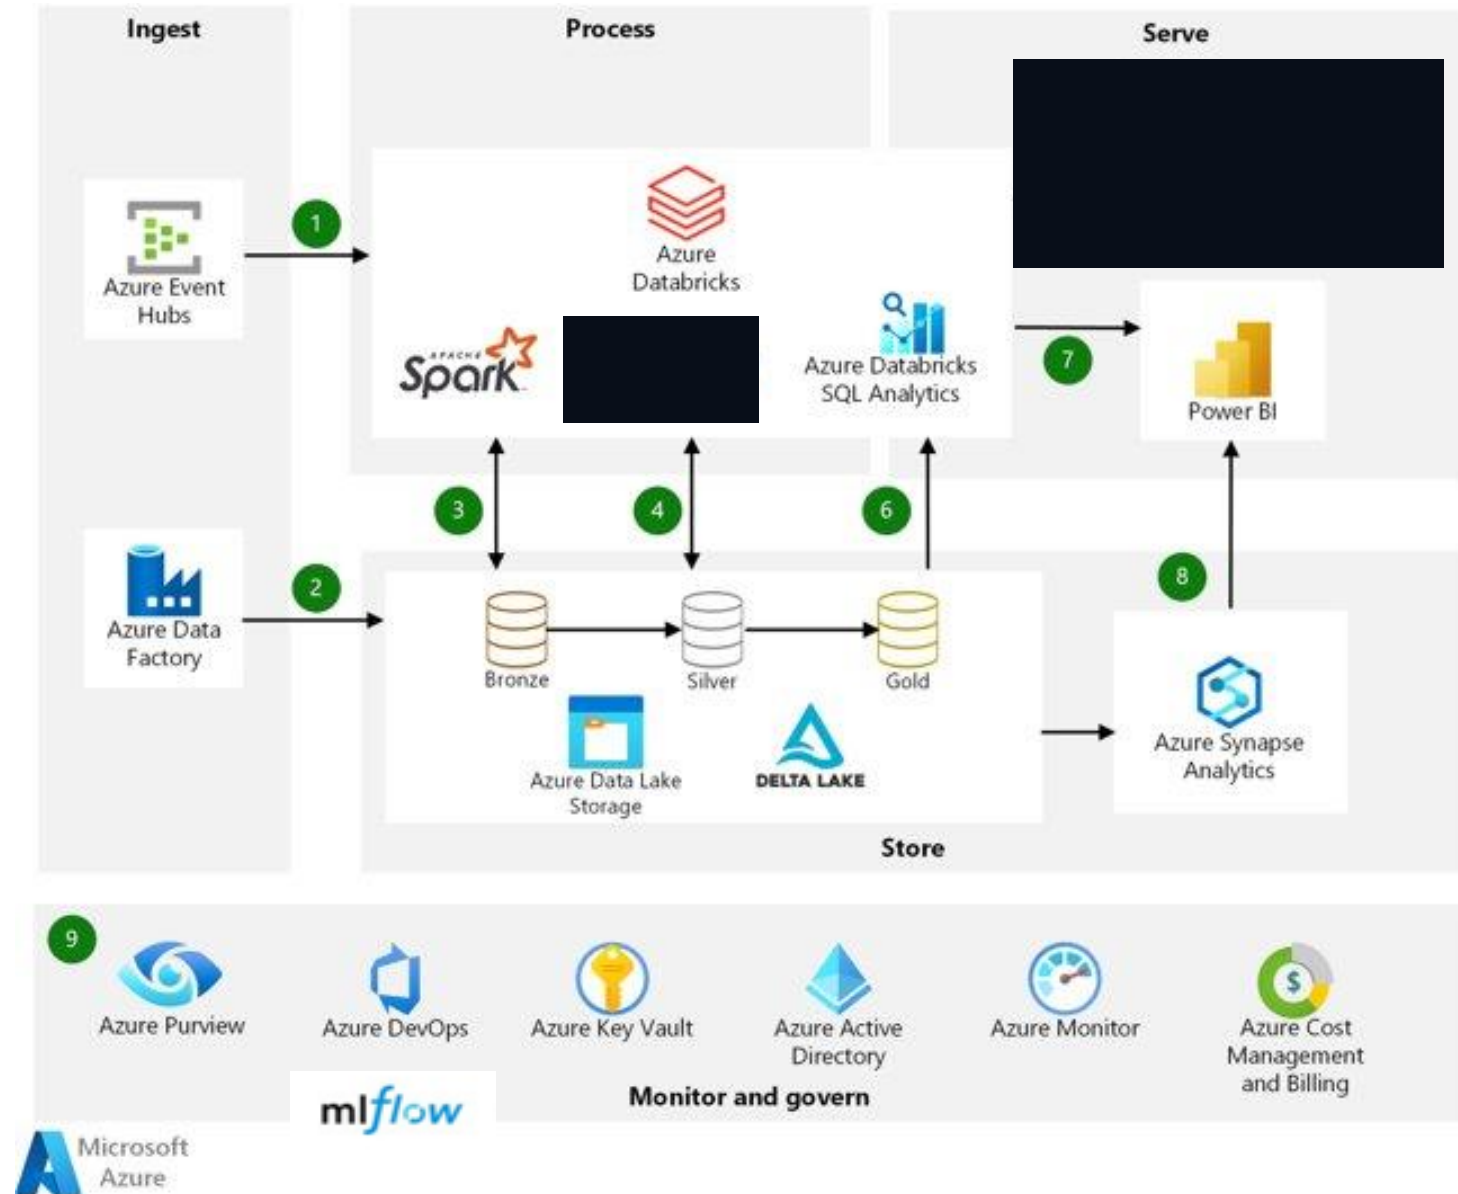 Ingest
Process
Serve
1
Azure Event
Hubs
Azure
Databricks
APACHE
Spark
Azure Databricks
SQL Analytics
7
Power BI
3
4
6
2
8
Azure Data
Factory
Bronze
Silver
Gold
Azure Data Lake
Storage
DELTA LAKE
Azure Synapse
Analytics
Store
9
Azure Purview
Azure DevOps
Azure Key Vault
Azure Active
Directory
Azure Monitor
Azure Cost
Management
and Billing
$
mlflow
Monitor and govern
Microsoft
Azure